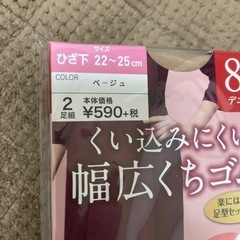 サイズ
ひざ下 22~25cm
COLOR
ベージュ
2
足組
本体価格
¥590+税
8
デニ
くい込みにくい
幅広くちゴ
楽には
足型セッ